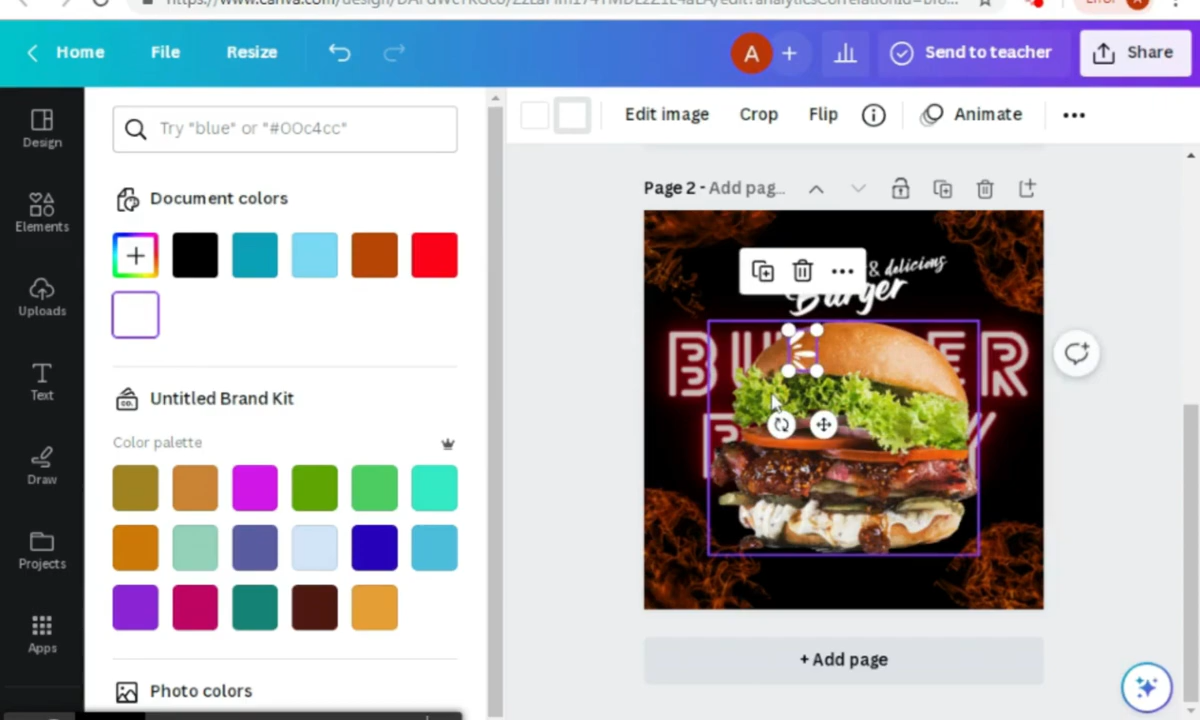 Home
File
Resize
A
Send to teacher
Share
Design
Elements
Uploads
Text
Draw
Projects
Apps
Try "blue" or "#00c4cc"
Document colors
Untitled Brand Kit
Color palette
Photo colors
Edit image
Crop
Flip
Animate
Page 2 - Add pag...
& delicious
Burger
+ Add page